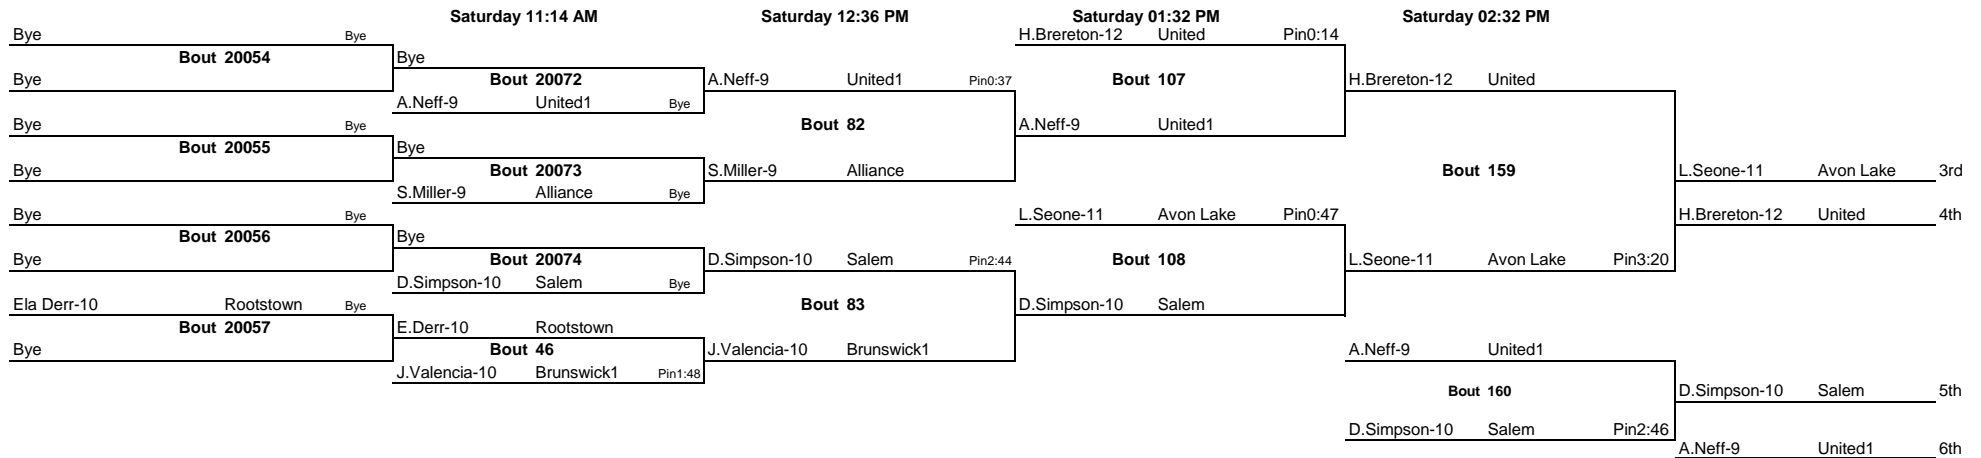 Saturday 11:14 AM Saturday 12:36 PM Saturday 01:32 PM Saturday 02:32 PM
Bye Bye H.Brereton-12 United Pin0:14
Bout 20054 Bye
Bye Bout 20072 A.Neff-9 United1 Pin0:37 Bout 107 H.Brereton-12 United
A.Neff-9 United1 Bye
Bye Bye Bout 82 A.Neff-9 United1
Bout 20055 Bye
Bye Bout 20073 S.Miller-9 Alliance Bout 159 L.Seone-11 Avon Lake 3rd
S.Miller-9 Alliance Bye
Bye Bye L.Seone-11 Avon Lake Pin0:47 H.Brereton-12 United 4th
Bout 20056 Bye
Bye Bout 20074 D.Simpson-10 Salem Pin2:44 Bout 108 L.Seone-11 Avon Lake Pin3:20
D.Simpson-10 Salem Bye
Ela Derr-10 Rootstown Bye Bout 83 D.Simpson-10 Salem
Bout 20057 E.Derr-10 Rootstown
Bye Bout 46 J.Valencia-10 Brunswick1 A.Neff-9 United1
J.Valencia-10 Brunswick1 Pin1:48
Bout 160 D.Simpson-10 Salem 5th
D.Simpson-10 Salem Pin2:46
A.Neff-9 United1 6th